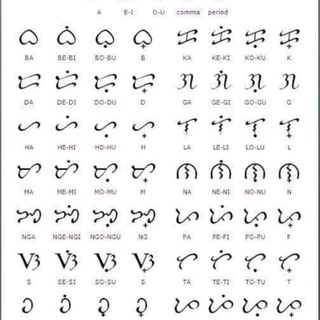 A E-I O-U comma period
ᜊ ᜊᜒ ᜊᜓ ᜊ᜔ ᜃ ᜃᜒ ᜃᜓ ᜃ᜔
BA BE-BI BO-BU B KA KE-KI KO-KU K
ᜇ ᜇᜒ ᜇᜓ ᜇ᜔ ᜄ ᜄᜒ ᜄᜓ ᜄ᜔
DA DE-DI DO-DU D GA GE-GI GO-GU G
ᜑ ᜑᜒ ᜑᜓ ᜑ᜔ ᜎ ᜎᜒ ᜎᜓ ᜎ᜔
HA HE-HI HO-HU H LA LE-LI LO-LU L
ᜋ ᜋᜒ ᜋᜓ ᜋ᜔ ᜈ ᜈᜒ ᜈᜓ ᜈ᜔
MA ME-MI MO-MU M NA NE-NI NO-NU N
ᜅ ᜅᜒ ᜅᜓ ᜅ᜔ ᜉ ᜉᜒ ᜉᜓ ᜉ᜔
NGA NGE-NGI NGO-NGU NG PA PE-PI PO-PU P
ᜐ ᜐᜒ ᜐᜓ ᜐ᜔ ᜆ ᜆᜒ ᜆᜓ ᜆ᜔
S SE-SI SO-SU S TA TE-TI TO-TU T
ᜏ ᜏᜒ ᜏᜓ ᜏ᜔ ᜌ ᜌᜒ ᜌᜓ ᜌ᜔